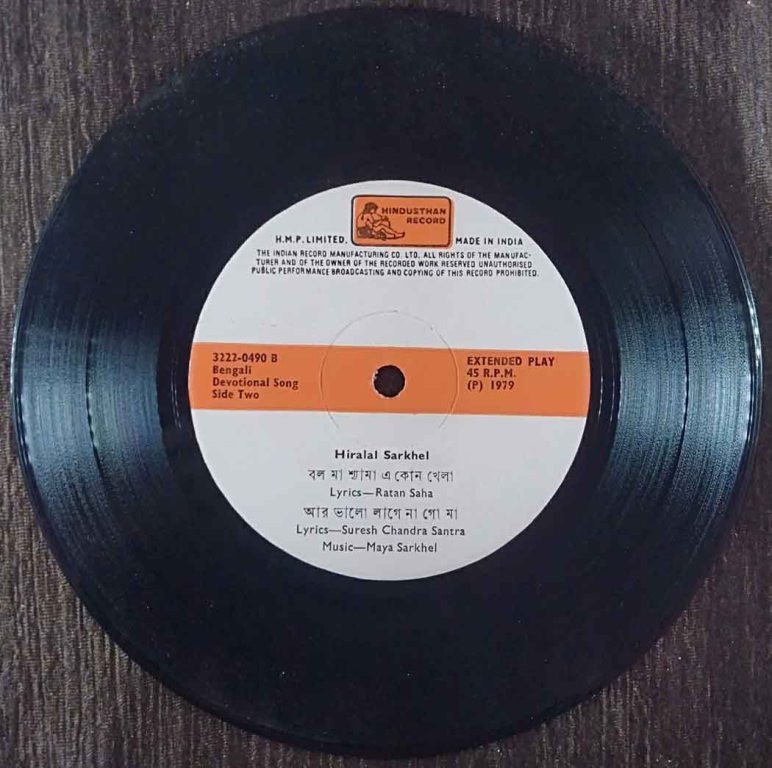 HINDUSTHAN
RECORD
H.M.P. LIMITED. MADE IN INDIA
THE INDIAN RECORD MANUFACTURING CO. LTD. ALL RIGHTS OF THE MANUFAC-
TURER AND OF THE OWNER OF THE RECORDED WORK RESERVED UNAUTHORISED
PUBLIC PERFORMANCE BROADCASTING AND COPYING OF THIS RECORD PROHIBITED.
3222-0490 B
Bengali
Devotional Song
Side Two
EXTENDED PLAY
45 R.P.M.
(P) 1979
Hiralal Sarkhel
বল মা শ্যামা এ কোন খেলা
Lyrics—Ratan Saha
আর ভালো লাগে না গো মা
Lyrics—Suresh Chandra Santra
Music—Maya Sarkhel